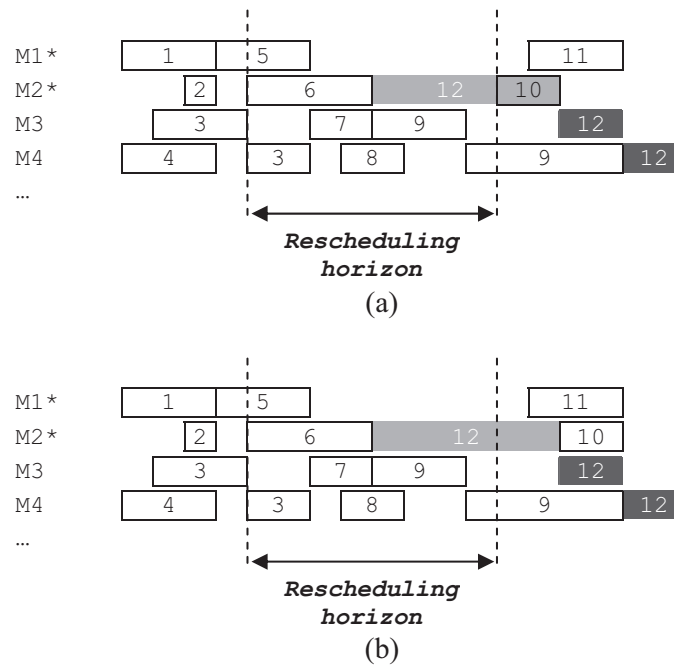 M1* 1 5 11
M2* 2 6 12 10
M3 3 7 9 12
M4 4 3 8 9 12
…
Rescheduling
horizon
(a)
M1* 1 5 11
M2* 2 6 12 10
M3 3 7 9 12
M4 4 3 8 9 12
…
Rescheduling
horizon
(b)